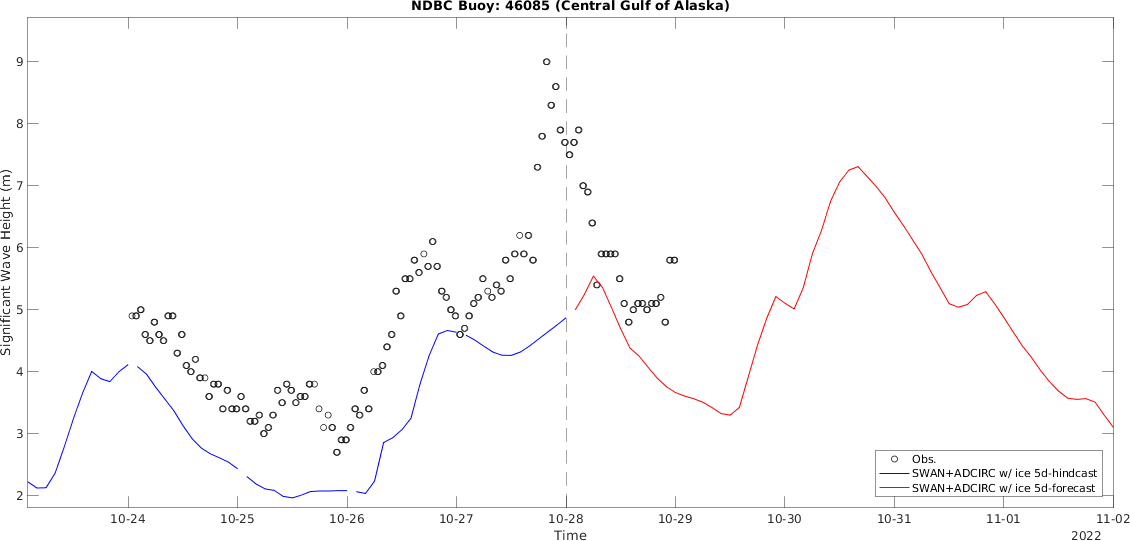 NDBC Buoy: 46085 (Central Gulf of Alaska)
Significant Wave Height (m)
9
8
7
6
5
4
3
2
Obs.
SWAN+ADCIRC w/ ice 5d-hindcast
SWAN+ADCIRC w/ ice 5d-forecast
10-24 10-25 10-26 10-27 10-28 10-29 10-30 10-31 11-01 11-02
Time
2022